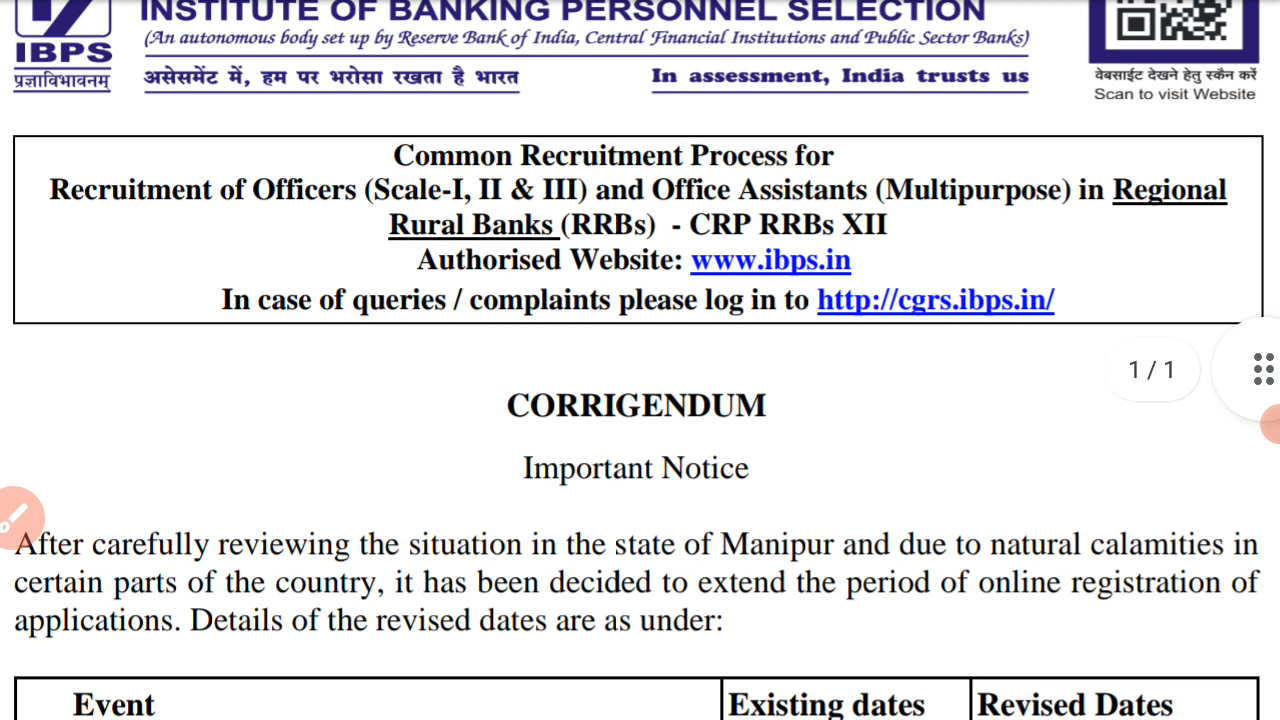 INSTITUTE OF BANKING PERSONNEL SELECTION
IBPS
(An autonomous body set up by Reserve Bank of India, Central Financial Institutions and Public Sector Banks)
प्रज्ञाविभावनम्
असेसमेंट में, हम पर भरोसा रखता है भारत
In assessment, India trusts us
वेबसाईट देखने हेतु स्कैन करें
Scan to visit Website
Common Recruitment Process for
Recruitment of Officers (Scale-I, II & III) and Office Assistants (Multipurpose) in Regional
Rural Banks (RRBs) - CRP RRBs XII
Authorised Website: www.ibps.in
In case of queries / complaints please log in to http://cgrs.ibps.in/
1 / 1
CORRIGENDUM
Important Notice
After carefully reviewing the situation in the state of Manipur and due to natural calamities in
certain parts of the country, it has been decided to extend the period of online registration of
applications. Details of the revised dates are as under:
Event Existing dates Revised Dates